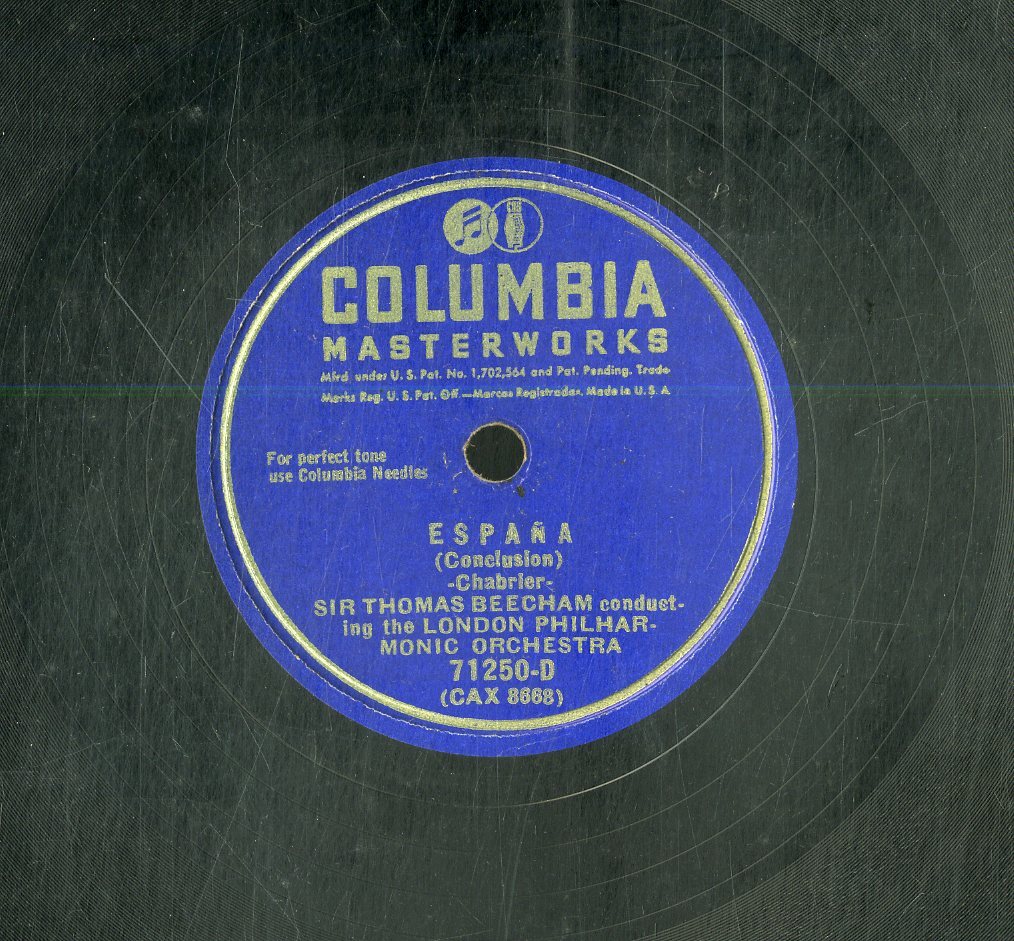 CBS
COLUMBIA
MASTERWORKS
Mfrd under U. S. Pat. No. 1,702,564 and Pat. Pending. Trade
Marks Reg. U. S. Pat. Off.—Marcas Registradas. Made in U. S. A
For perfect tone
use Columbia Needles
ESPAÑA
(Conclusion)
-Chabrier-
SIR THOMAS BEECHAM conduct-
ing the LONDON PHILHAR-
MONIC ORCHESTRA
71250-D
(CAX 8668)